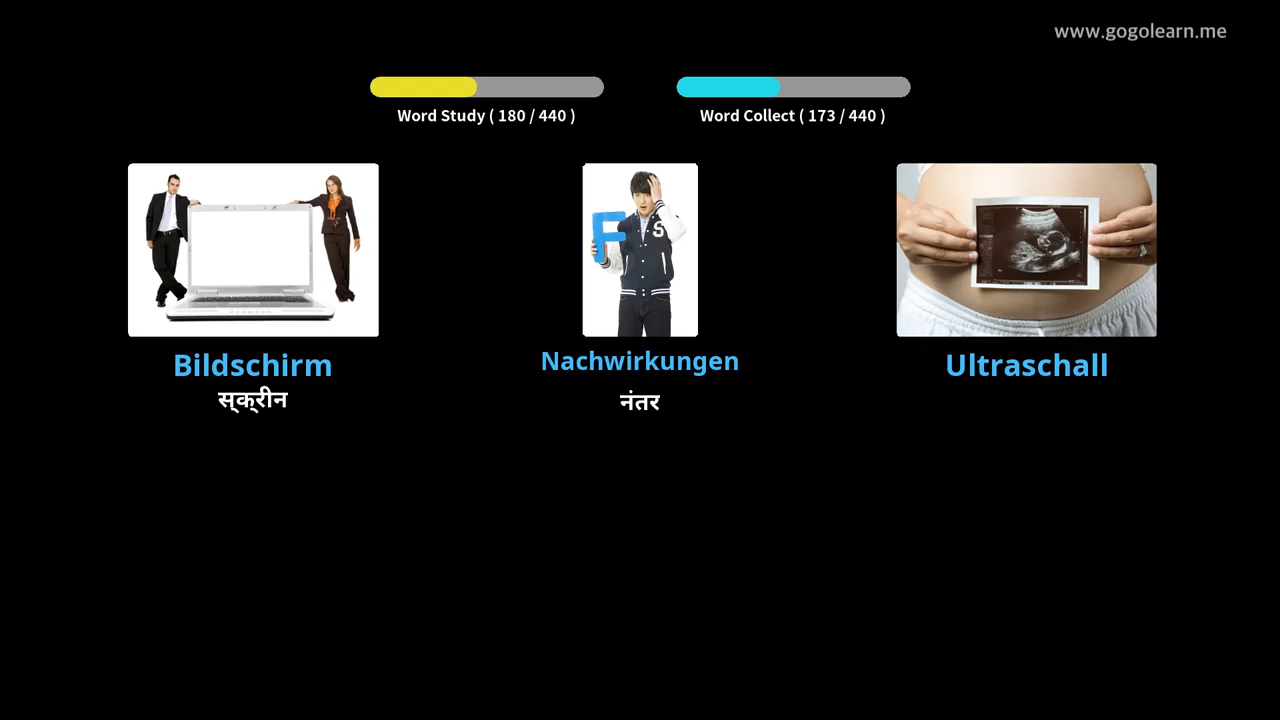 www.gogolearn.me
Word Study ( 180 / 440 )
Word Collect ( 173 / 440 )
F
S
Bildschirm
Nachwirkungen
Ultraschall
स्क्रीन
नंतर